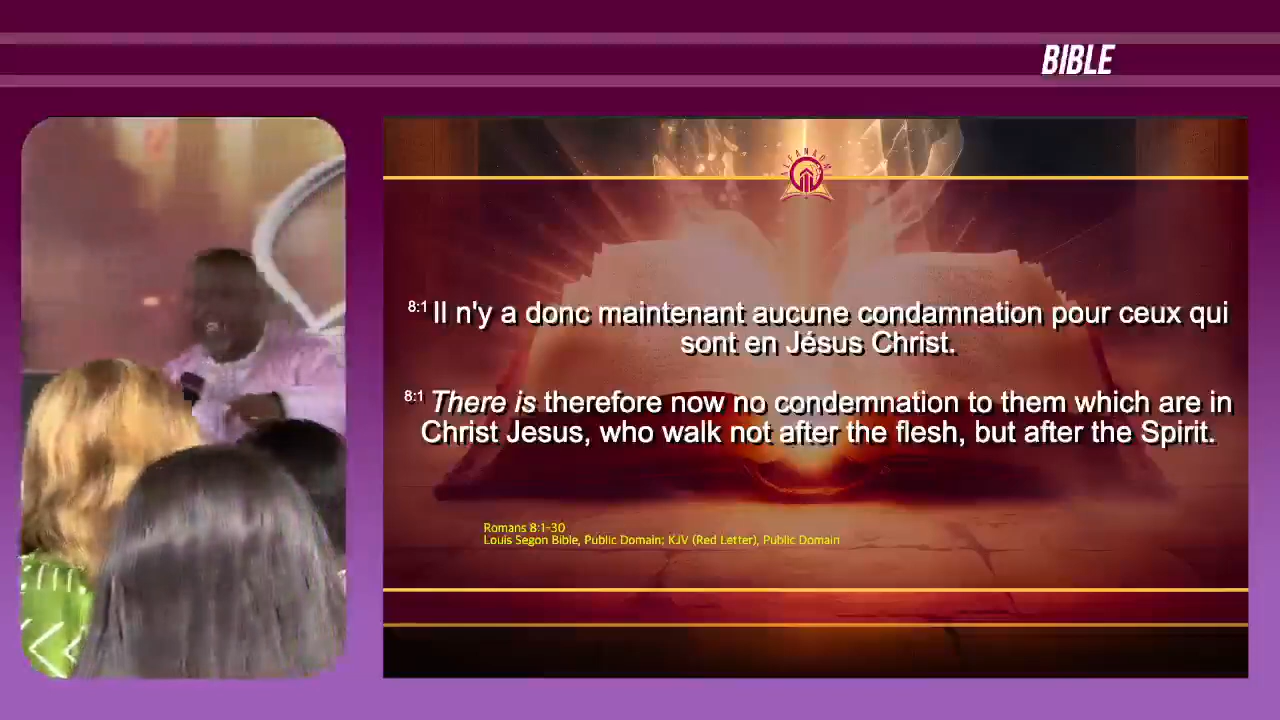 BIBLE
8:1 Il n'y a donc maintenant aucune condamnation pour ceux qui
sont en Jésus Christ.
8:1 There is therefore now no condemnation to them which are in
Christ Jesus, who walk not after the flesh, but after the Spirit.
Romans 8:1-30
Louis Segon Bible, Public Domain; KJV (Red Letter), Public Domain